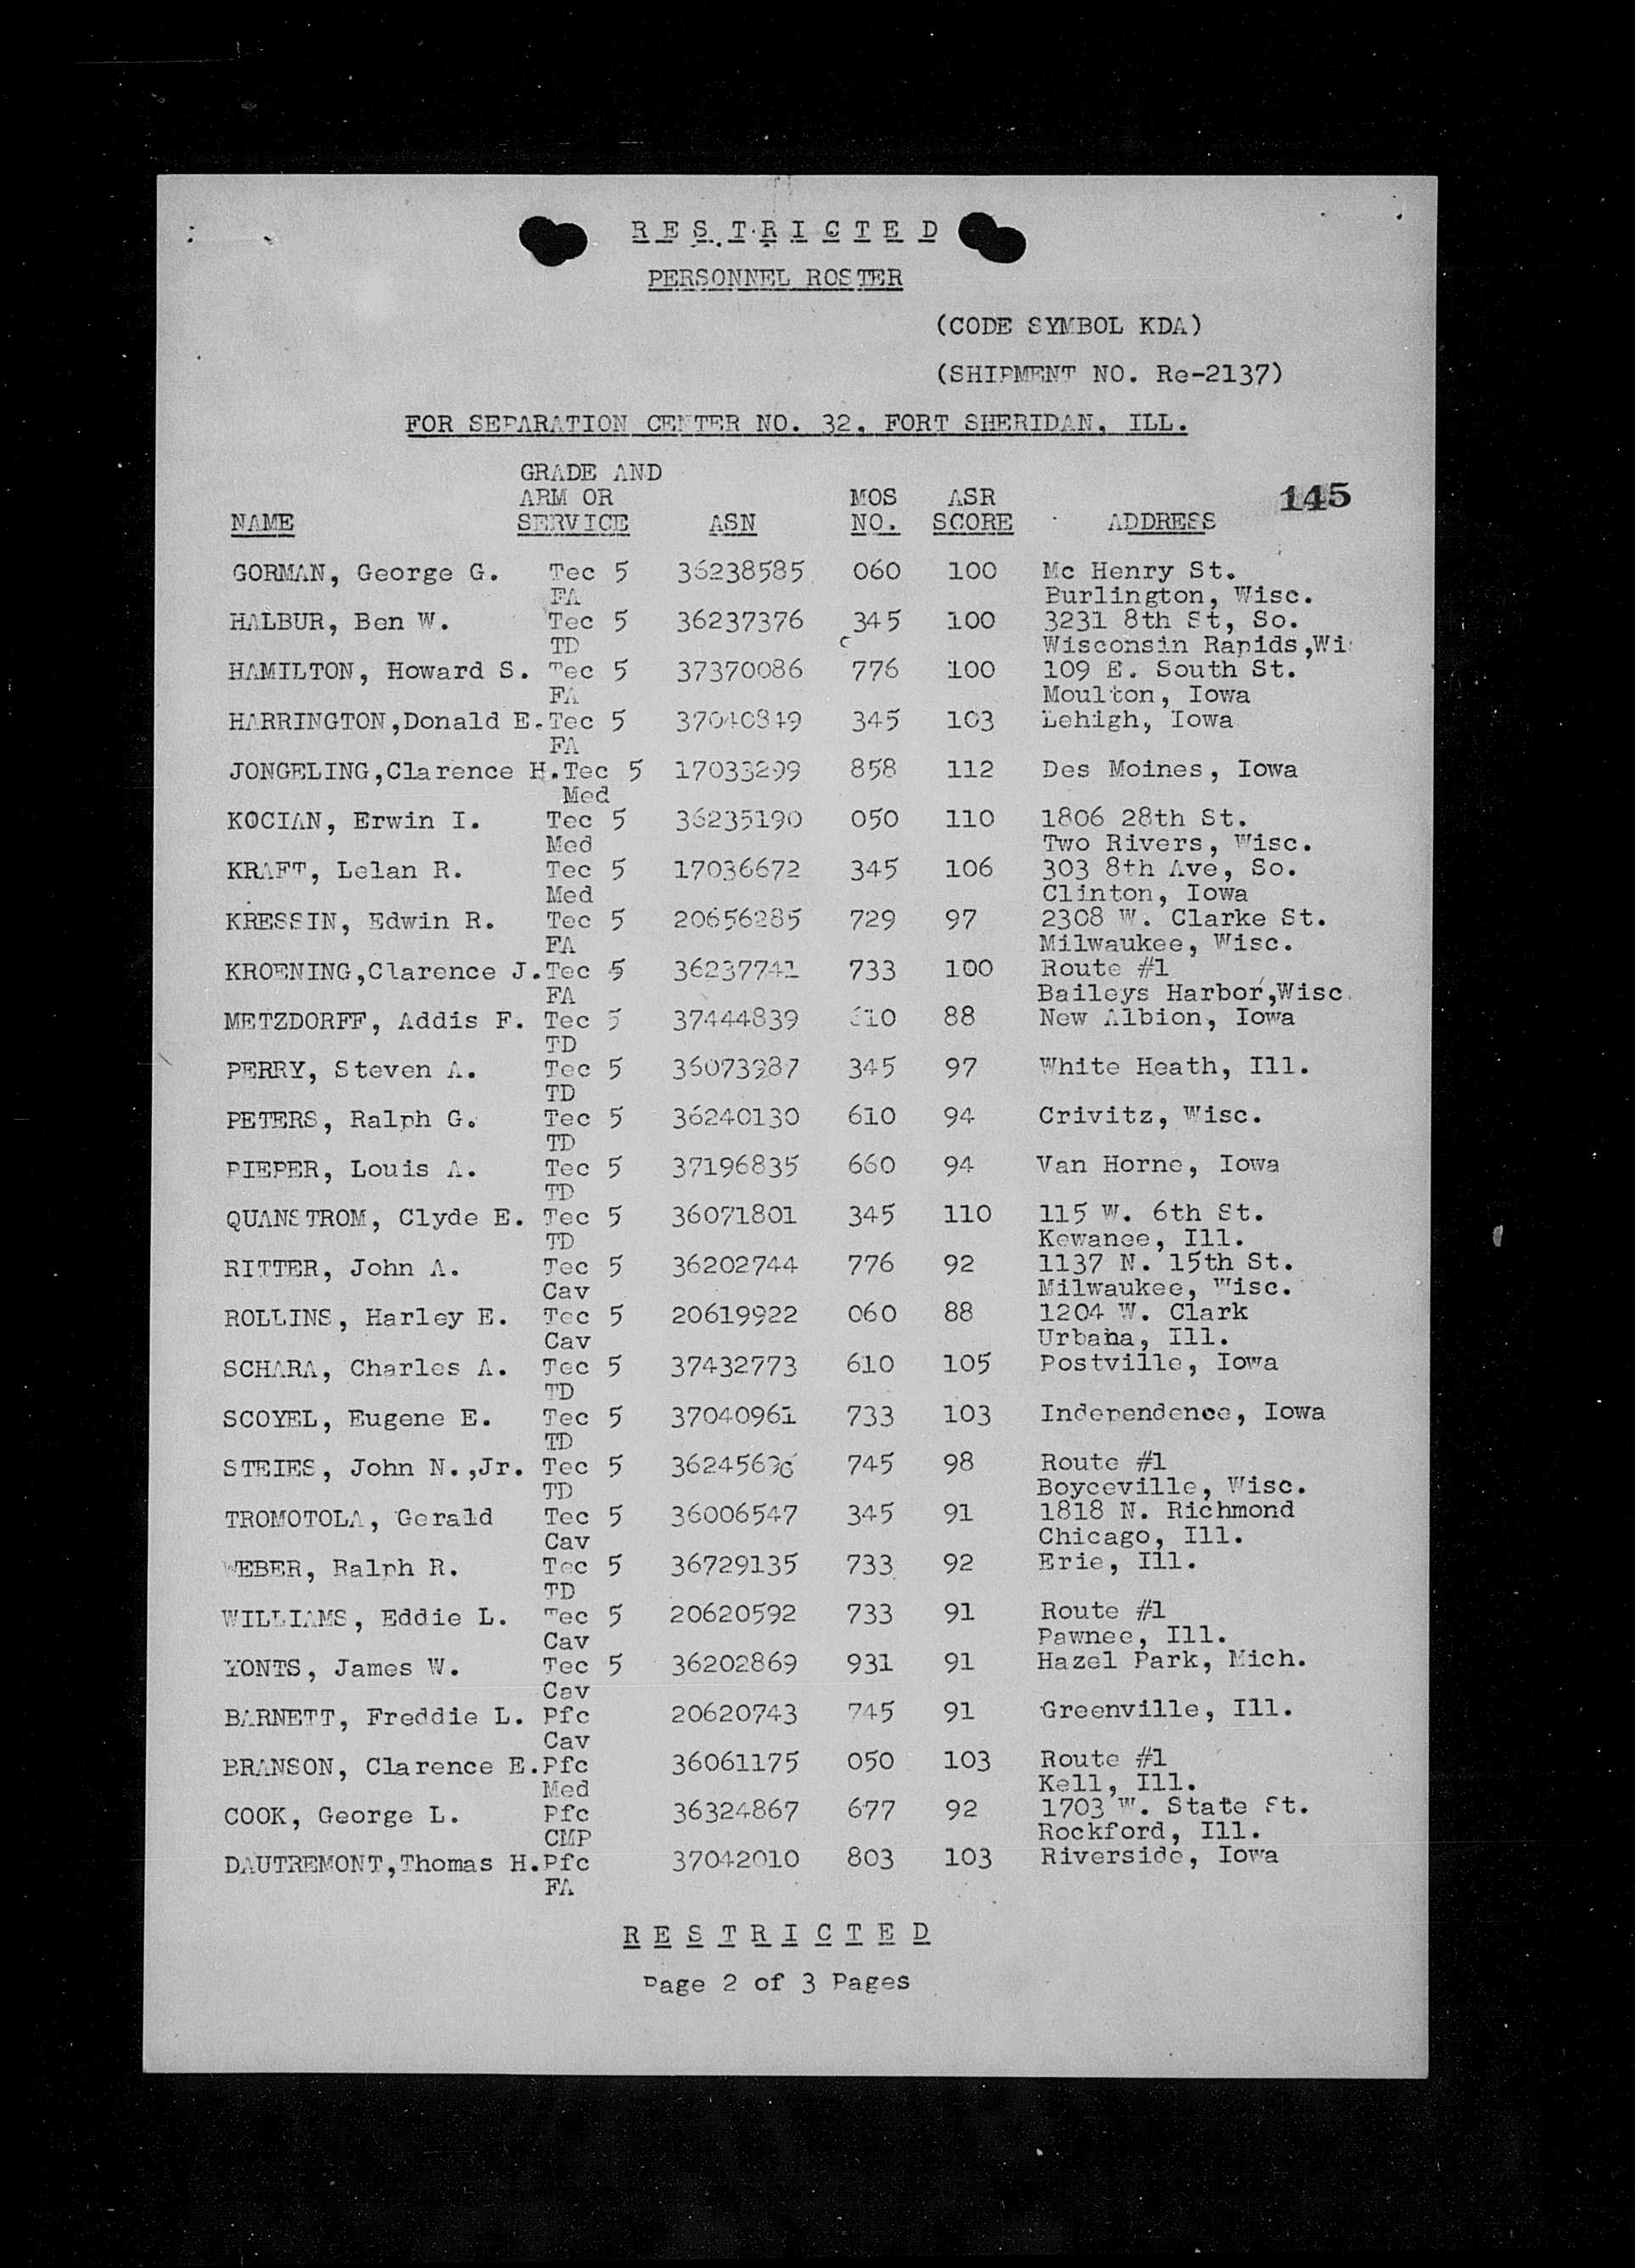 R E S T R I C T E D
PERSONNEL ROSTER
(CODE SYMBOL KDA)
(SHIPMENT NO. Re-2137)
FOR SEPARATION CENTER NO. 32, FORT SHERIDAN, ILL.
GRADE AND
ARM OR MOS ASR 145
NAME SERVICE ASN NO. SCORE ADDRESS
GORMAN, George G. Tec 5 36238585 060 100 Mc Henry St.
FA Burlington, Wisc.
HALBUR, Ben W. Tec 5 36237376 345 100 3231 8th St, So.
TD Wisconsin Rapids,Wi
HAMILTON, Howard S. Tec 5 37370086 776 100 109 E. South St.
FA Moulton, Iowa
HARRINGTON,Donald E.Tec 5 37040849 345 103 Lehigh, Iowa
FA
JONGELING,Clarence H.Tec 5 17033299 858 112 Des Moines, Iowa
Med
KOCIAN, Erwin I. Tec 5 36235190 050 110 1806 28th St.
Med Two Rivers, Wisc.
KRAFT, Lelan R. Tec 5 17036672 345 106 303 8th Ave, So.
Med Clinton, Iowa
KRESSIN, Edwin R. Tec 5 20656285 729 97 2308 W. Clarke St.
FA Milwaukee, Wisc.
KROENING,Clarence J.Tec 5 36237741 733 100 Route #1
FA Baileys Harbor,Wisc.
METZDORFF, Addis F. Tec 5 37444839 610 88 New Albion, Iowa
TD
PERRY, Steven A. Tec 5 36073987 345 97 White Heath, Ill.
TD
PETERS, Ralph G. Tec 5 36240130 610 94 Crivitz, Wisc.
TD
PIEPER, Louis A. Tec 5 37196835 660 94 Van Horne, Iowa
TD
QUANSTROM, Clyde E. Tec 5 36071801 345 110 115 W. 6th St.
TD Kewanee, Ill.
RITTER, John A. Tec 5 36202744 776 92 1137 N. 15th St.
Cav Milwaukee, Wisc.
ROLLINS, Harley E. Tec 5 20619922 060 88 1204 W. Clark
Cav Urbana, Ill.
SCHARA, Charles A. Tec 5 37432773 610 105 Postville, Iowa
TD
SCOYEL, Eugene E. Tec 5 37040961 733 103 Independence, Iowa
TD
STEIES, John N.,Jr. Tec 5 36245696 745 98 Route #1
TD Boyceville, Wisc.
TROMOTOLA, Gerald Tec 5 36006547 345 91 1818 N. Richmond
Cav Chicago, Ill.
WEBER, Ralph R. Tec 5 36729135 733 92 Erie, Ill.
TD
WILLIAMS, Eddie L. Tec 5 20620592 733 91 Route #1
Cav Pawnee, Ill.
YONTS, James W. Tec 5 36202869 931 91 Hazel Park, Mich.
Cav
BARNETT, Freddie L. Pfc 20620743 745 91 Greenville, Ill.
Cav
BRANSON, Clarence E.Pfc 36061175 050 103 Route #1
Med Kell, Ill.
COOK, George L. Pfc 36324867 677 92 1703 W. State St.
CMP Rockford, Ill.
DAUTREMONT,Thomas H.Pfc 37042010 803 103 Riverside, Iowa
FA
R E S T R I C T E D
Page 2 of 3 Pages